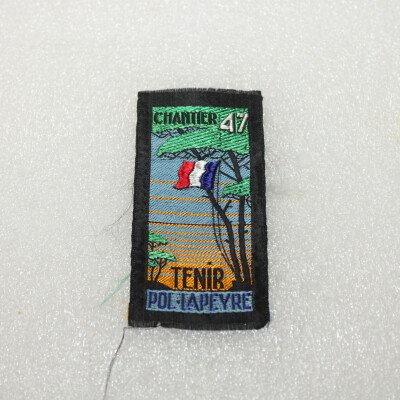 CHANTIER 47
TENIR
POL·LAPEYRE